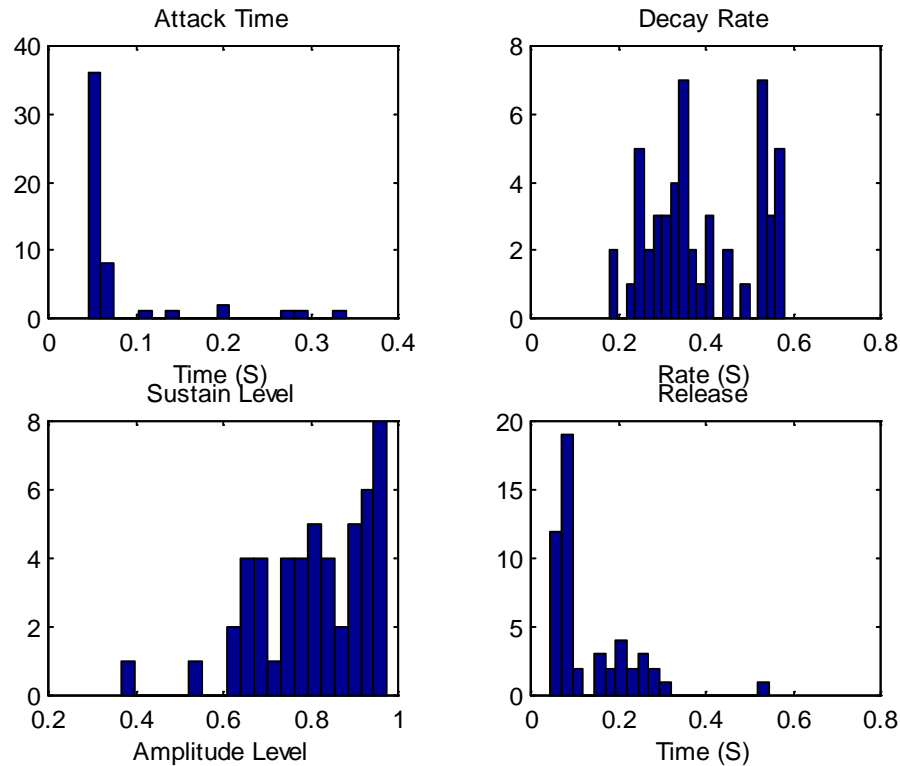 Attack Time
40
30
20
10
0
0 0.1 0.2 0.3 0.4
Time (S)
Decay Rate
8
6
4
2
0
0 0.2 0.4 0.6 0.8
Rate (S)
Sustain Level
8
6
4
2
0
0.2 0.4 0.6 0.8 1
Amplitude Level
Release
20
15
10
5
0
0 0.2 0.4 0.6 0.8
Time (S)